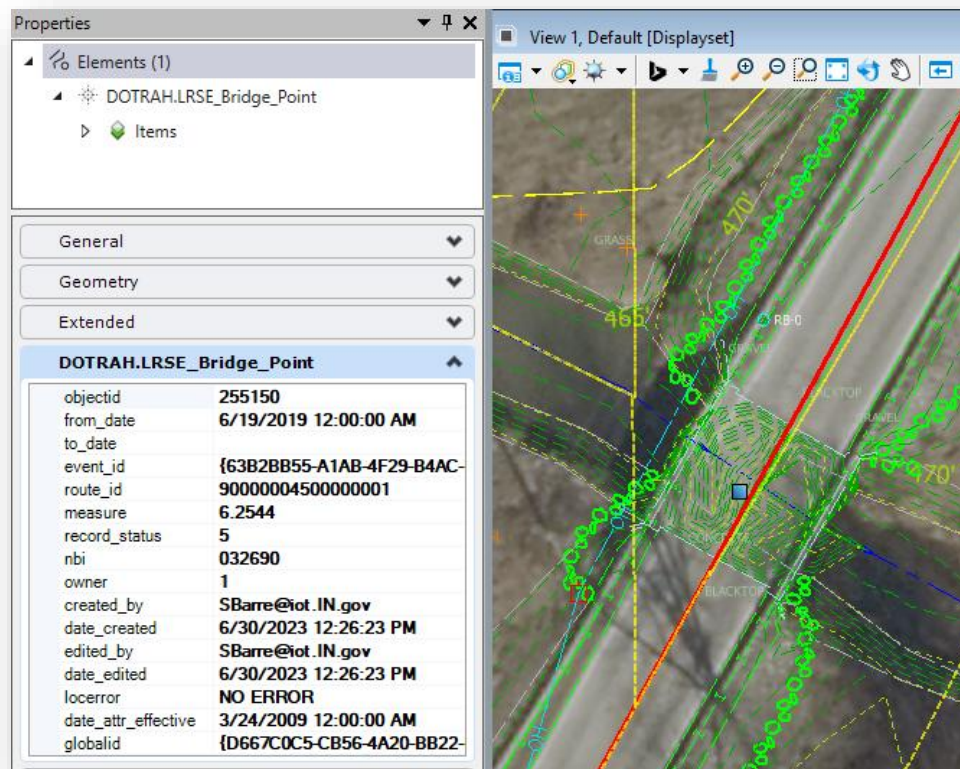 Properties
Elements (1)
DOTRAH.LRSE_Bridge_Point
Items
General
Geometry
Extended
DOTRAH.LRSE_Bridge_Point
objectid 255150
from_date 6/19/2019 12:00:00 AM
to_date
event_id {63B2BB55-A1AB-4F29-B4AC-
route_id 90000004500000001
measure 6.2544
record_status 5
nbi 032690
owner 1
created_by SBarre@iot.IN.gov
date_created 6/30/2023 12:26:23 PM
edited_by SBarre@iot.IN.gov
date_edited 6/30/2023 12:26:23 PM
locerror NO ERROR
date_attr_effective 3/24/2009 12:00:00 AM
globalid {D667C0C5-CB56-4A20-BB22-
View 1, Default [Displayset]
470'
GRASS
465'
RB-0
GRAVEL
BLACKTOP
GRAVEL
470'
BLACKTOP
OH